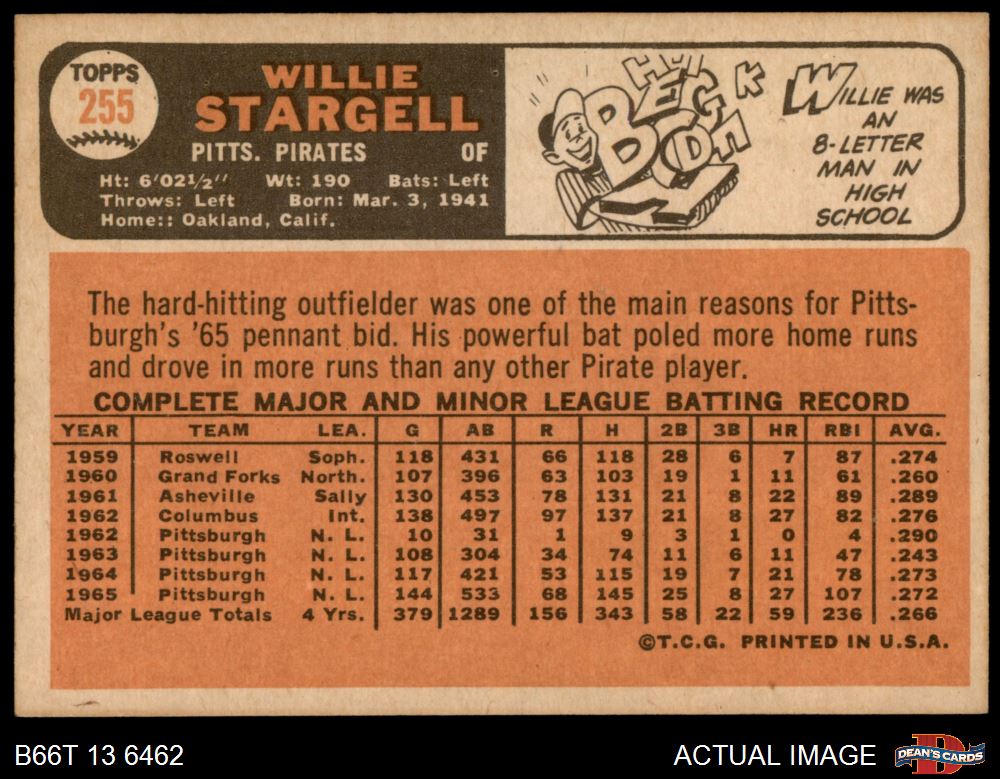 TOPPS
255
WILLIE
STARGELL
PITTS. PIRATES OF
Ht: 6'02½" Wt: 190 Bats: Left
Throws: Left Born: Mar. 3, 1941
Home:: Oakland, Calif.
WILLIE WAS
AN
8-LETTER
MAN IN
HIGH
SCHOOL
The hard-hitting outfielder was one of the main reasons for Pitts-
burgh's '65 pennant bid. His powerful bat poled more home runs
and drove in more runs than any other Pirate player.
COMPLETE MAJOR AND MINOR LEAGUE BATTING RECORD
YEAR TEAM LEA. G AB R H 2B 3B HR RBI AVG.
1959 Roswell Soph. 118 431 66 118 28 6 7 87 .274
1960 Grand Forks North. 107 396 63 103 19 1 11 61 .260
1961 Asheville Sally 130 453 78 131 21 8 22 89 .289
1962 Columbus Int. 138 497 97 137 21 8 27 82 .276
1962 Pittsburgh N. L. 10 31 1 9 3 1 0 4 .290
1963 Pittsburgh N. L. 108 304 34 74 11 6 11 47 .243
1964 Pittsburgh N. L. 117 421 53 115 19 7 21 78 .273
1965 Pittsburgh N. L. 144 533 68 145 25 8 27 107 .272
Major League Totals 4 Yrs. 379 1289 156 343 58 22 59 236 .266
©T.C.G. PRINTED IN U.S.A.
B66T 13 6462
ACTUAL IMAGE
DEAN'S CARDS